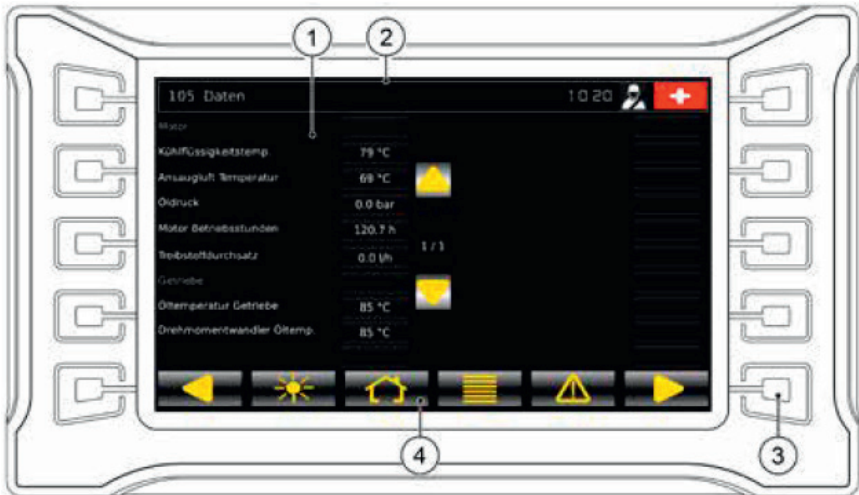 1
2
105 Daten 10 20
Motor
Kühlflüssigkeitstemp. 79 °C
Ansaugluft Temperatur 69 °C
Öldruck 0.0 bar
Motor Betriebsstunden 120.7 h
1 / 1
Treibstoffdurchsatz 0.0 l/h
Getriebe
Öltemperatur Getriebe 85 °C
Drehmomentwandler Öltemp. 85 °C
4
3